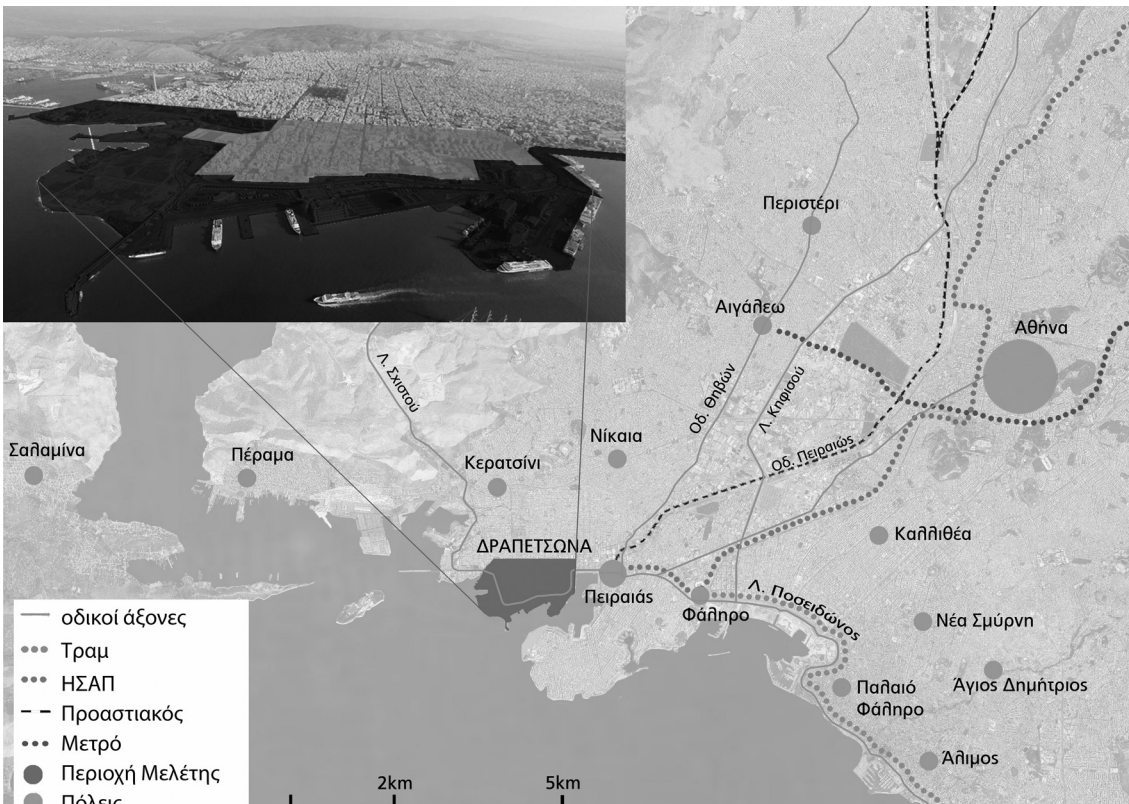 Περιστέρι
Αιγάλεω
Αθήνα
Λ. Σχιστού
Οδ. Θηβών
Λ. Κηφισού
Οδ. Πειραιώς
Σαλαμίνα
Πέραμα
Κερατσίνι
Νίκαια
Καλλιθέα
ΔΡΑΠΕΤΣΩΝΑ
Πειραιάς
Φάληρο
Λ. Ποσειδώνος
Νέα Σμύρνη
Άγιος Δημήτριος
Παλαιό
Φάληρο
Άλιμος
οδικοί άξονες
Τραμ
ΗΣΑΠ
Προαστιακός
Μετρό
Περιοχή Μελέτης
Πόλεις
2km
5km